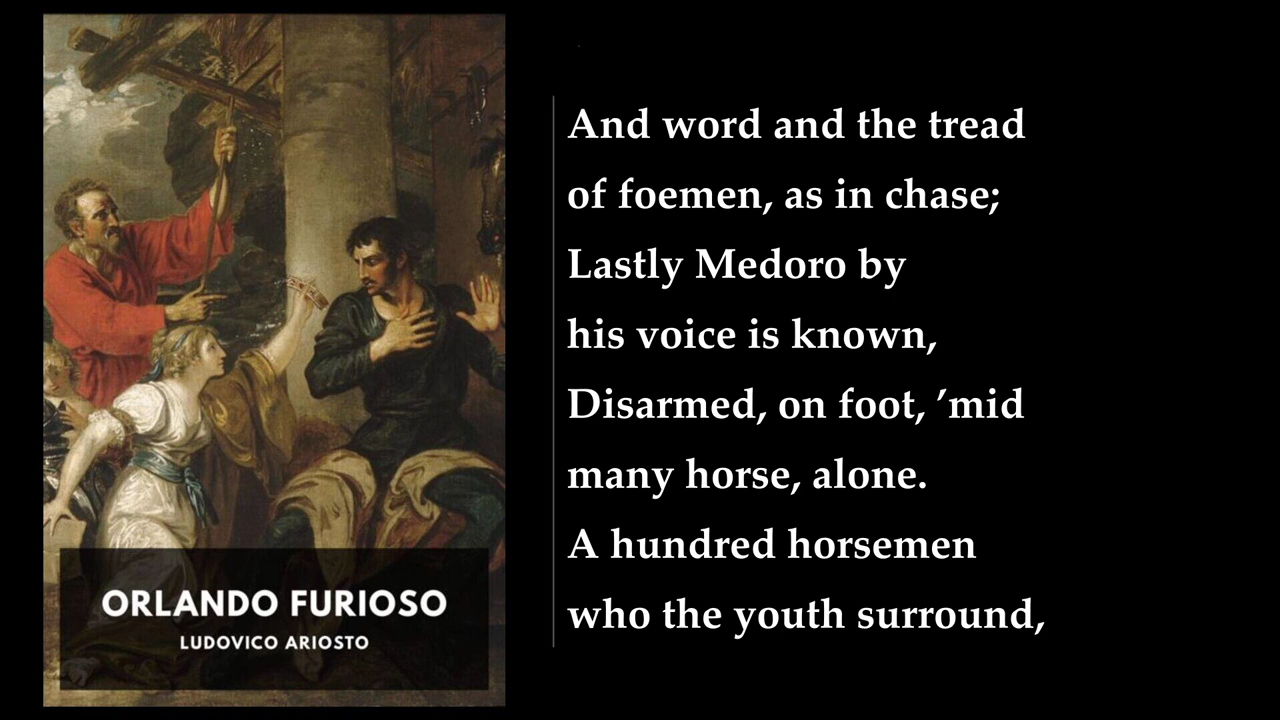 ORLANDO FURIOSO
LUDOVICO ARIOSTO
And word and the tread
of foemen, as in chase;
Lastly Medoro by
his voice is known,
Disarmed, on foot, ’mid
many horse, alone.
A hundred horsemen
who the youth surround,